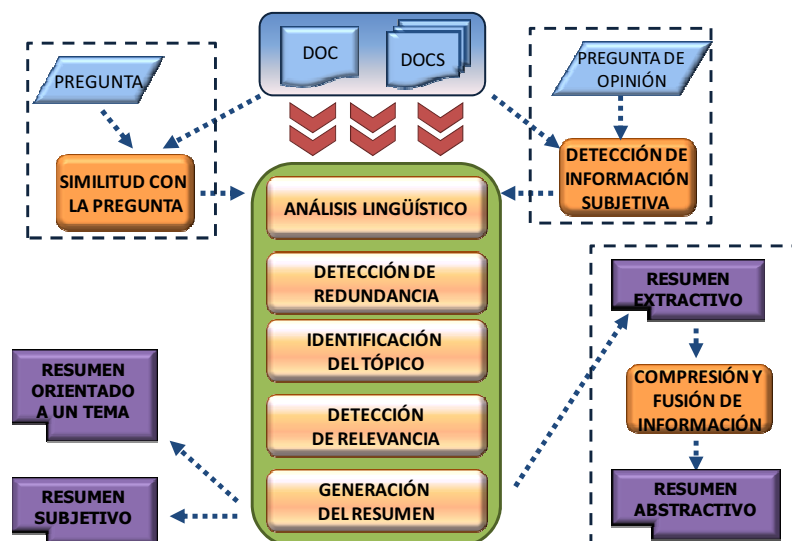 DOC
DOCS
PREGUNTA
PREGUNTA DE
OPINIÓN
SIMILITUD CON
LA PREGUNTA
DETECCIÓN DE
INFORMACIÓN
SUBJETIVA
ANÁLISIS LINGÜÍSTICO
DETECCIÓN DE
REDUNDANCIA
IDENTIFICACIÓN
DEL TÓPICO
DETECCIÓN
DE RELEVANCIA
GENERACIÓN
DEL RESUMEN
RESUMEN
ORIENTADO
A UN TEMA
RESUMEN
SUBJETIVO
RESUMEN
EXTRACTIVO
COMPRESIÓN Y
FUSIÓN DE
INFORMACIÓN
RESUMEN
ABSTRACTIVO